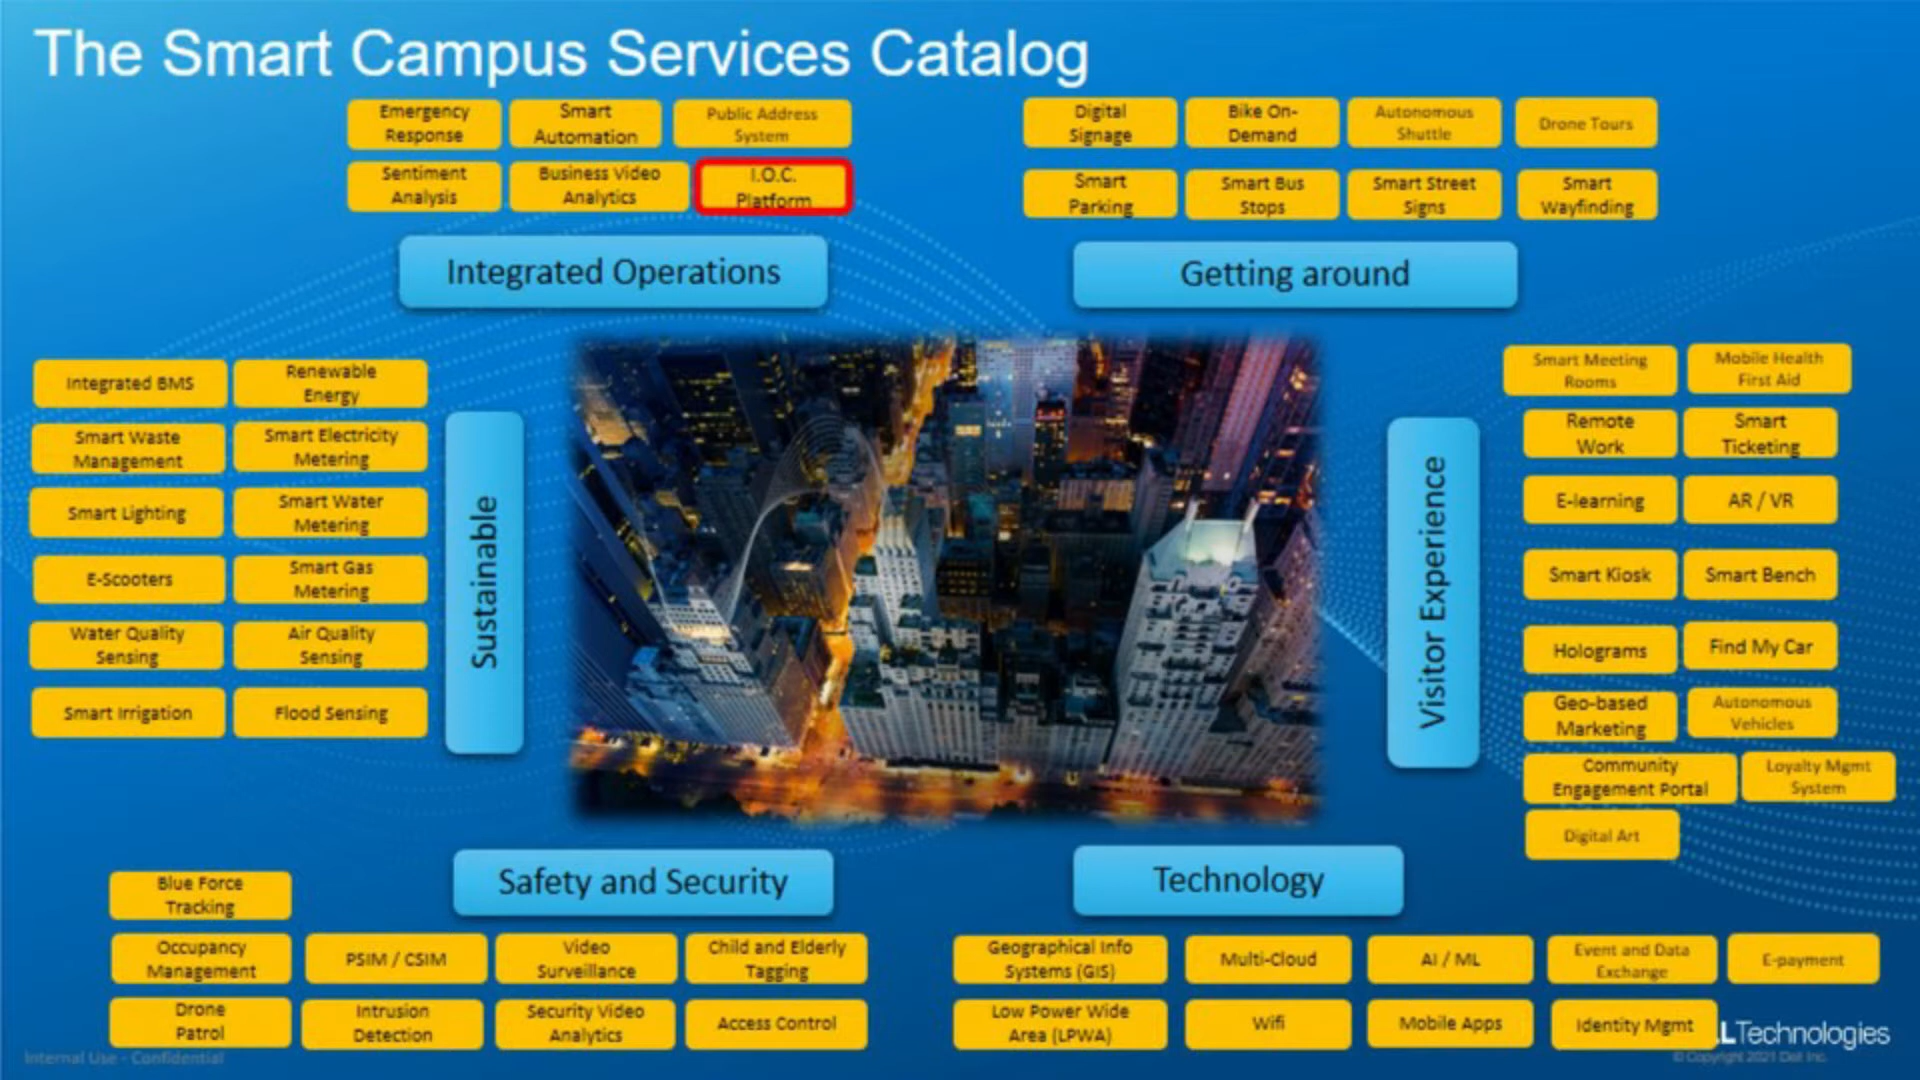 The Smart Campus Services Catalog
Emergency
Response
Smart
Automation
Public Address
System
Sentiment
Analysis
Business Video
Analytics
I.O.C.
Platform
Integrated Operations
Digital
Signage
Bike On-
Demand
Autonomous
Shuttle
Drone Tours
Smart
Parking
Smart Bus
Stops
Smart Street
Signs
Smart
Wayfinding
Getting around
Integrated BMS
Renewable
Energy
Smart Waste
Management
Smart Electricity
Metering
Smart Lighting
Smart Water
Metering
E-Scooters
Smart Gas
Metering
Water Quality
Sensing
Air Quality
Sensing
Smart Irrigation
Flood Sensing
Sustainable
Visitor Experience
Smart Meeting
Rooms
Mobile Health
First Aid
Remote
Work
Smart
Ticketing
E-learning
AR / VR
Smart Kiosk
Smart Bench
Holograms
Find My Car
Geo-based
Marketing
Autonomous
Vehicles
Community
Engagement Portal
Loyalty Mgmt
System
Digital Art
Safety and Security
Blue Force
Tracking
Occupancy
Management
PSIM / CSIM
Video
Surveillance
Child and Elderly
Tagging
Drone
Patrol
Intrusion
Detection
Security Video
Analytics
Access Control
Technology
Geographical Info
Systems (GIS)
Multi-Cloud
AI / ML
Event and Data
Exchange
E-payment
Low Power Wide
Area (LPWA)
Wifi
Mobile Apps
Identity Mgmt
LTechnologies
Internal Use - Confidential
© Copyright 2021 Dell Inc.